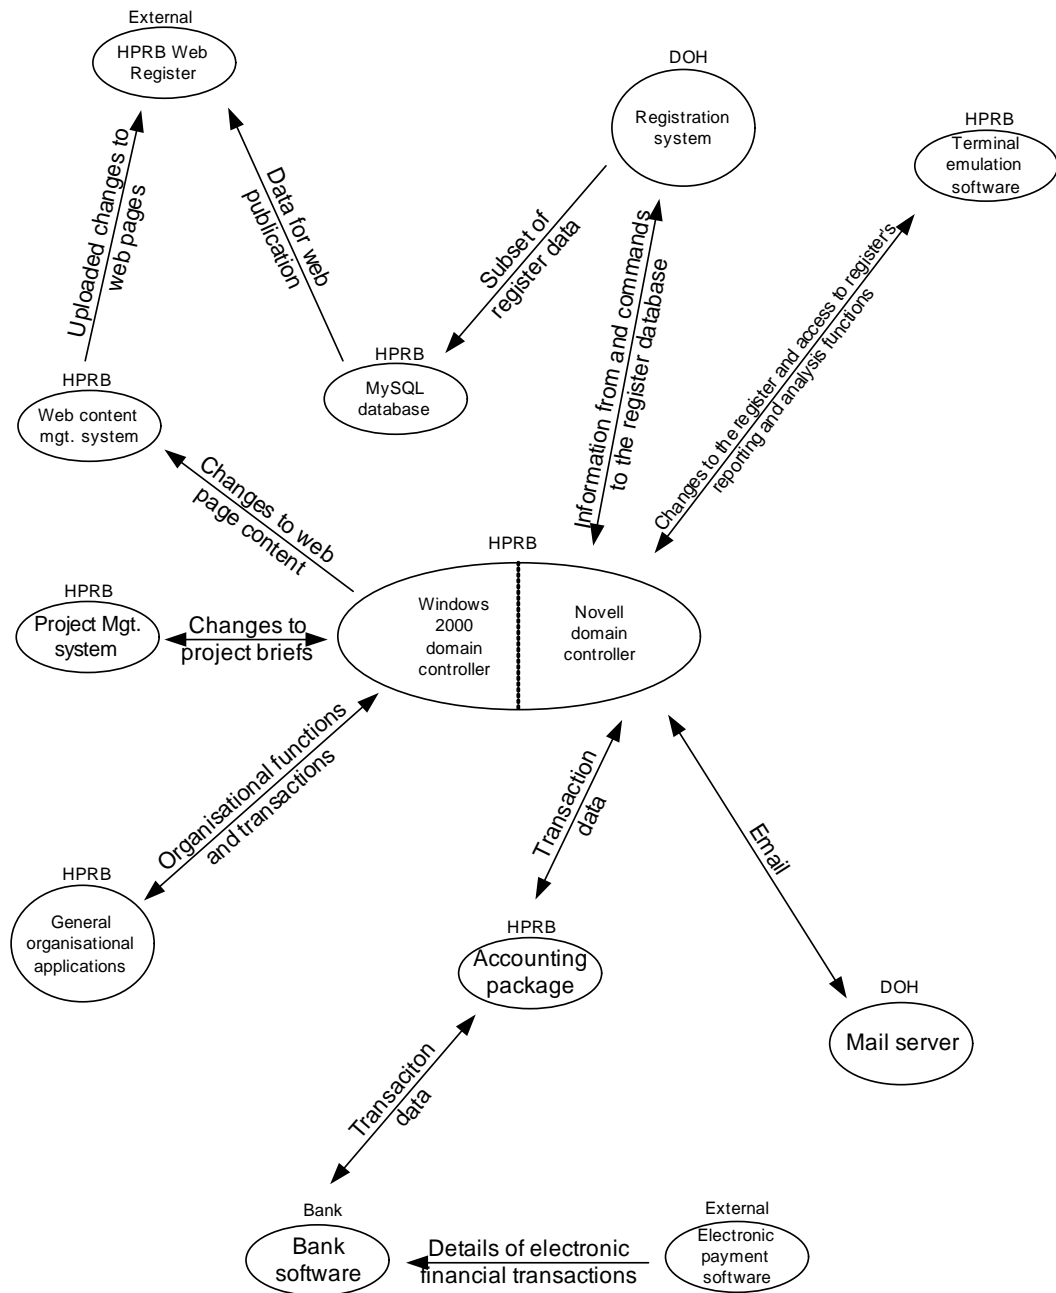 External
HPRB Web
Register
DOH
Registration
system
HPRB
Terminal
emulation
software
Uploaded changes to
web pages
Data for web
publication
Subset of
register data
Information from and commands
to the register database
Changes to the register and access to register's
reporting and analysis functions
HPRB
MySQL
database
HPRB
Web content
mgt. system
Changes to web
page content
HPRB
Windows
2000
domain
controller
Novell
domain
controller
HPRB
Project Mgt.
system
Changes to
project briefs
Organisational functions
and transactions
Transaction
data
Email
HPRB
General
organisational
applications
HPRB
Accounting
package
DOH
Mail server
Transaciton
data
Bank
Bank
software
Details of electronic
financial transactions
External
Electronic
payment
software